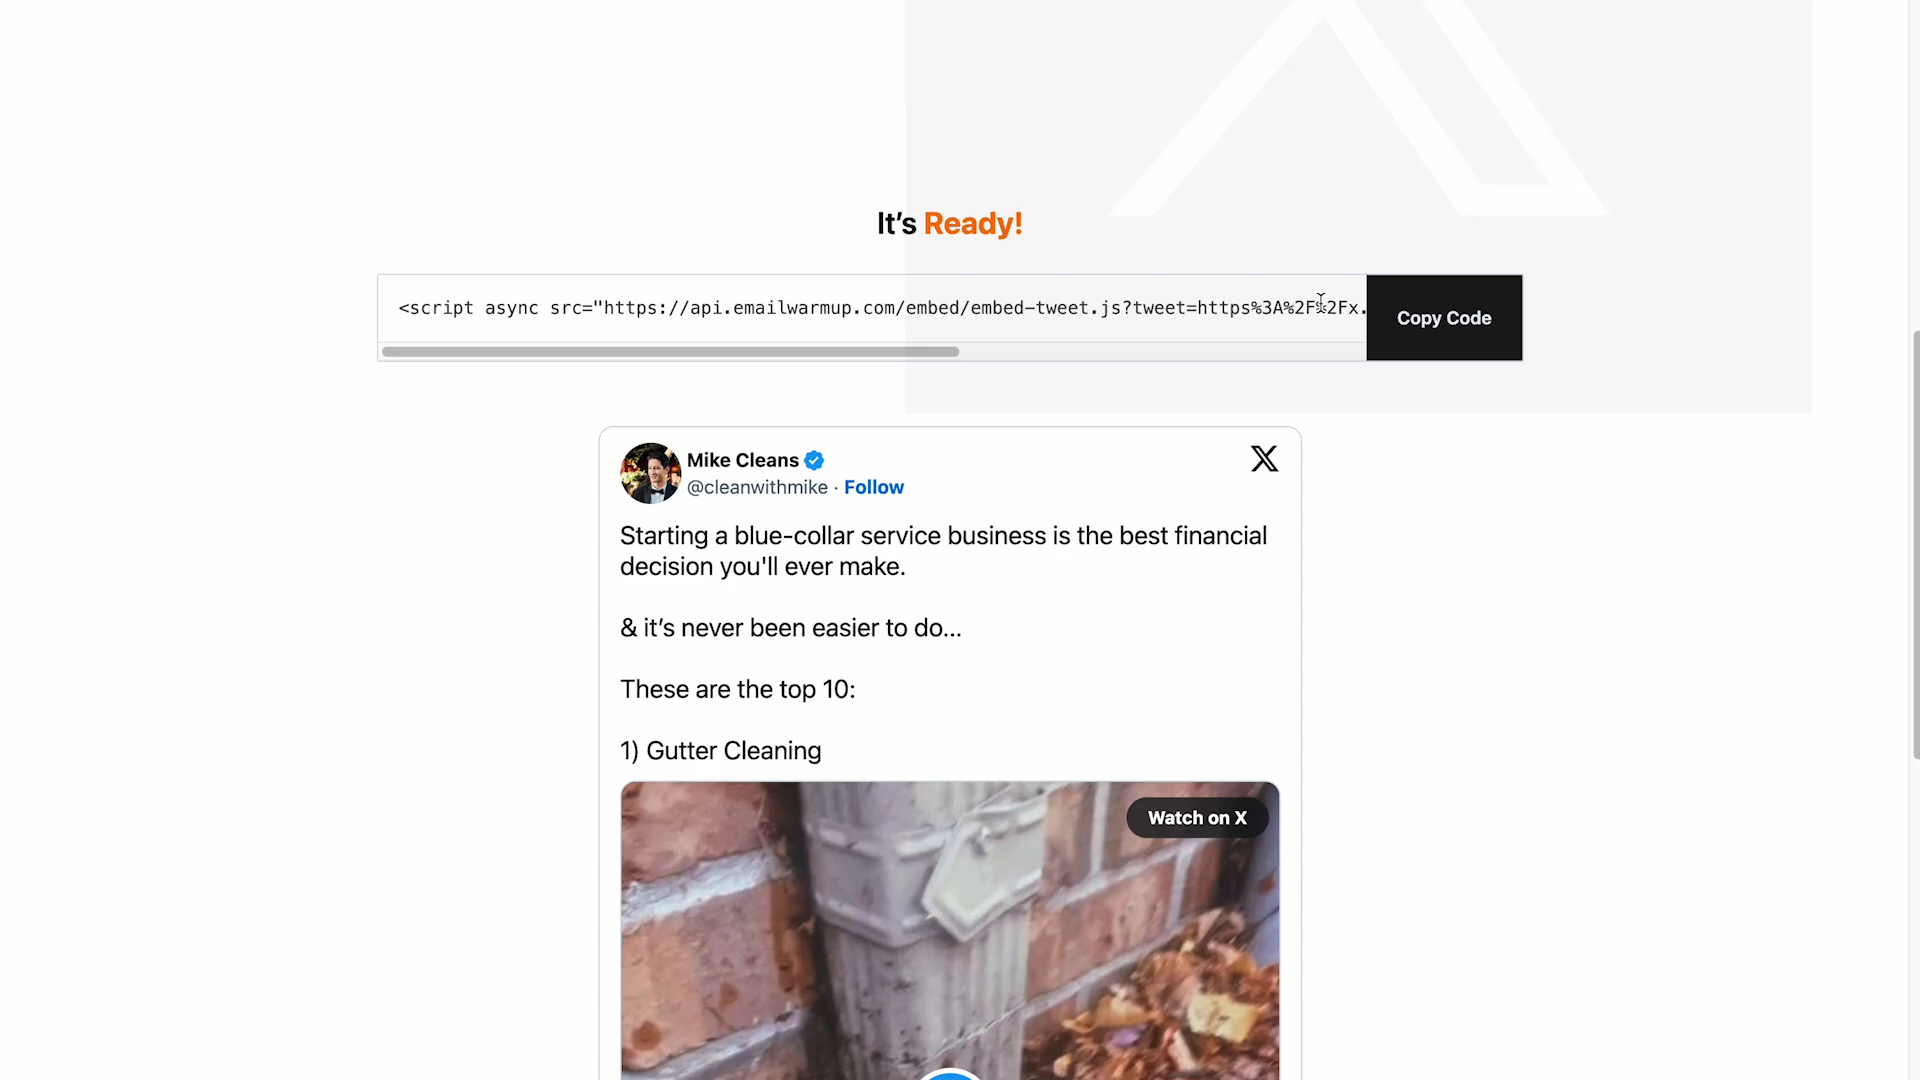 It’s Ready!
<script async src="https://api.emailwarmup.com/embed/embed-tweet.js?tweet=https%3A%2F%2Fx.
Copy Code
Mike Cleans
@cleanwithmike · Follow
Starting a blue-collar service business is the best financial
decision you'll ever make.
& it’s never been easier to do...
These are the top 10:
1) Gutter Cleaning
Watch on X